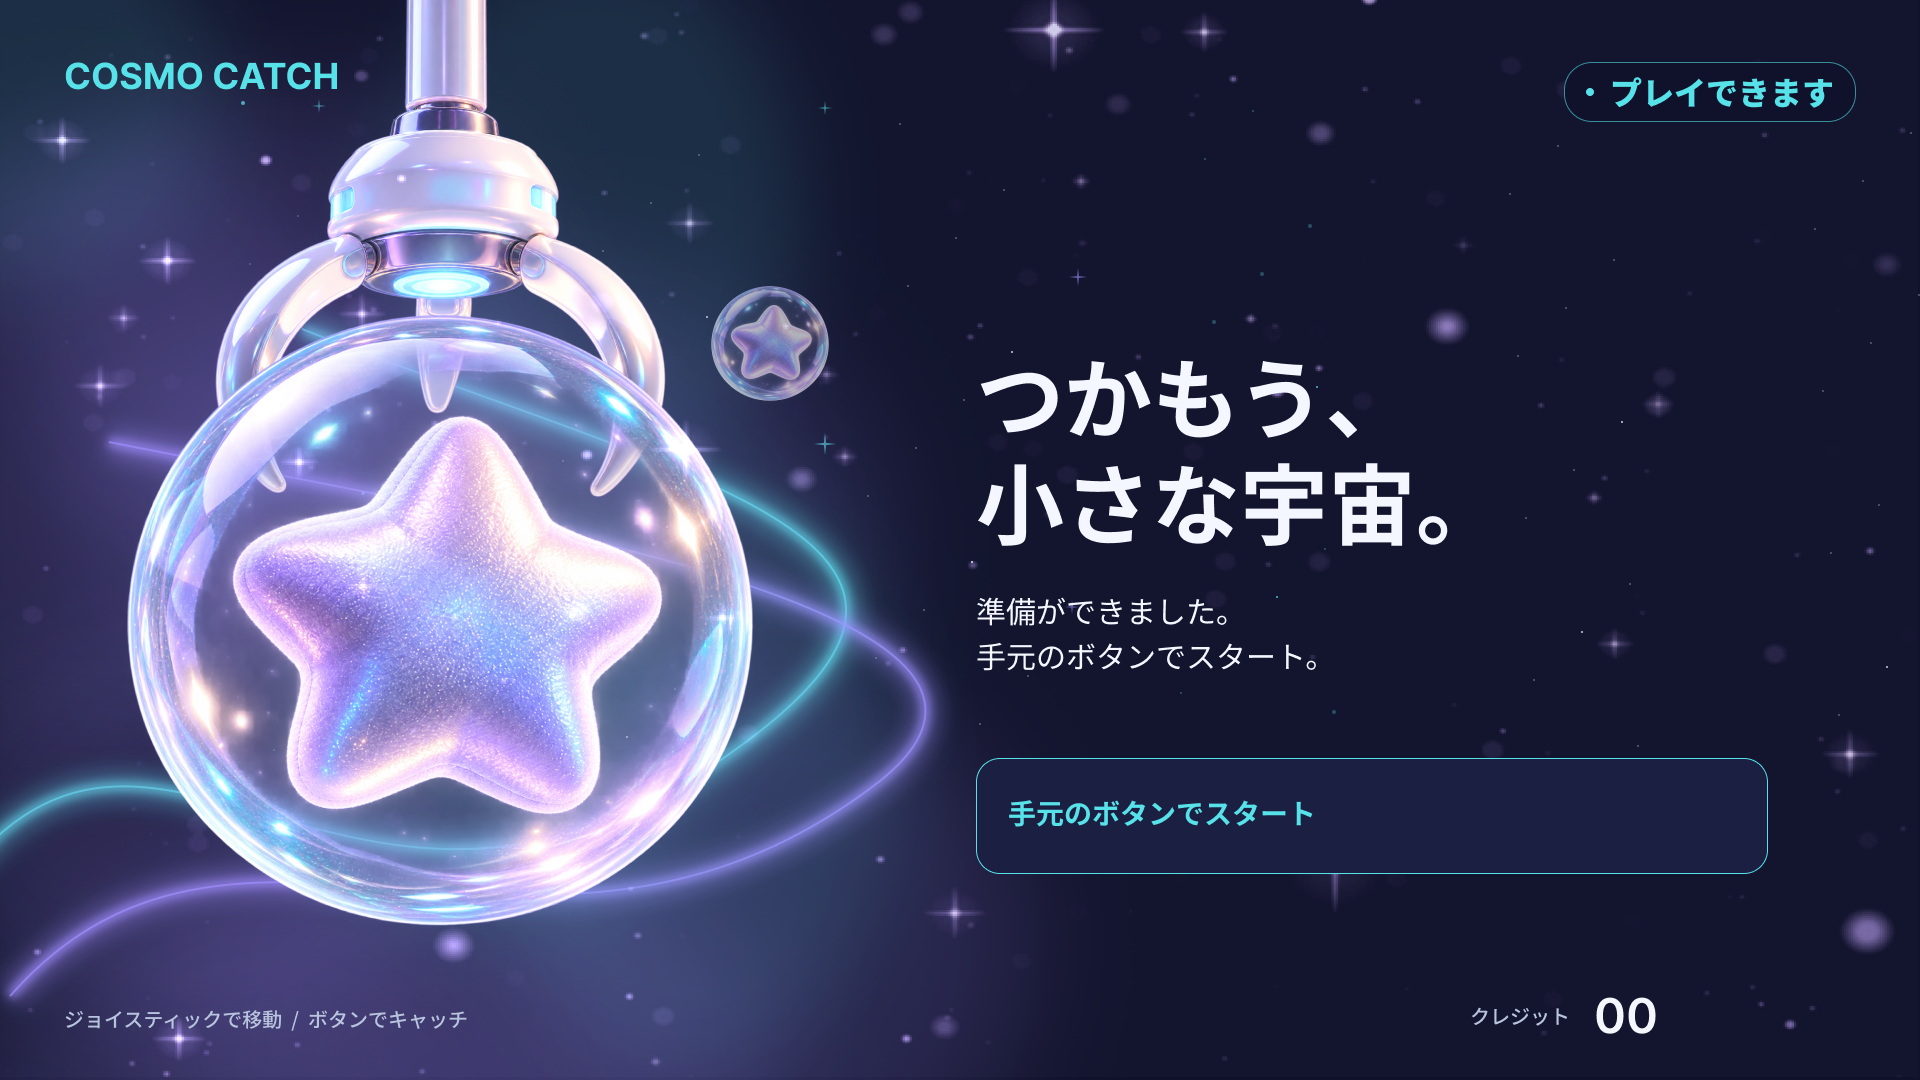 COSMO CATCH
・プレイできます
つかもう、
小さな宇宙。
準備ができました。
手元のボタンでスタート。
手元のボタンでスタート
ジョイスティックで移動 / ボタンでキャッチ
クレジット 00